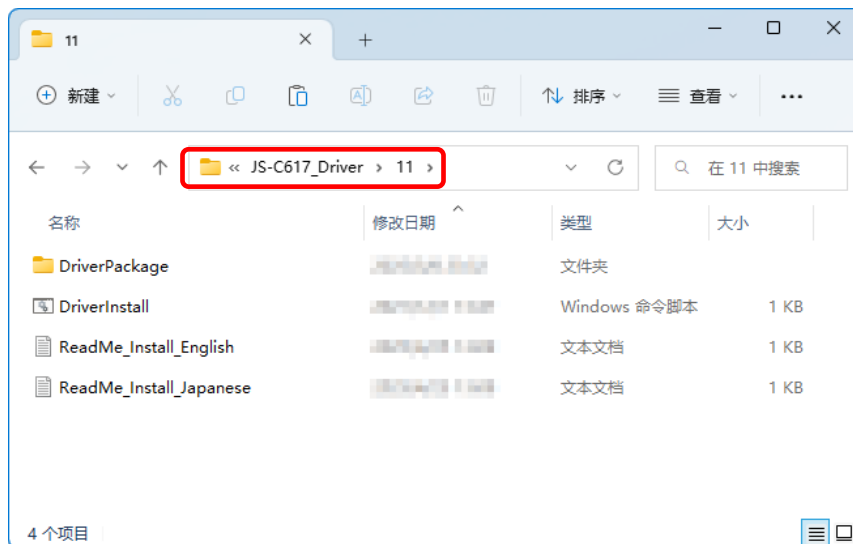 11
新建 排序 查看
« JS-C617_Driver > 11 > 在 11 中搜索
名称 修改日期 类型 大小
DriverPackage 文件夹
DriverInstall Windows 命令脚本 1 KB
ReadMe_Install_English 文本文档 1 KB
ReadMe_Install_Japanese 文本文档 1 KB
4 个项目